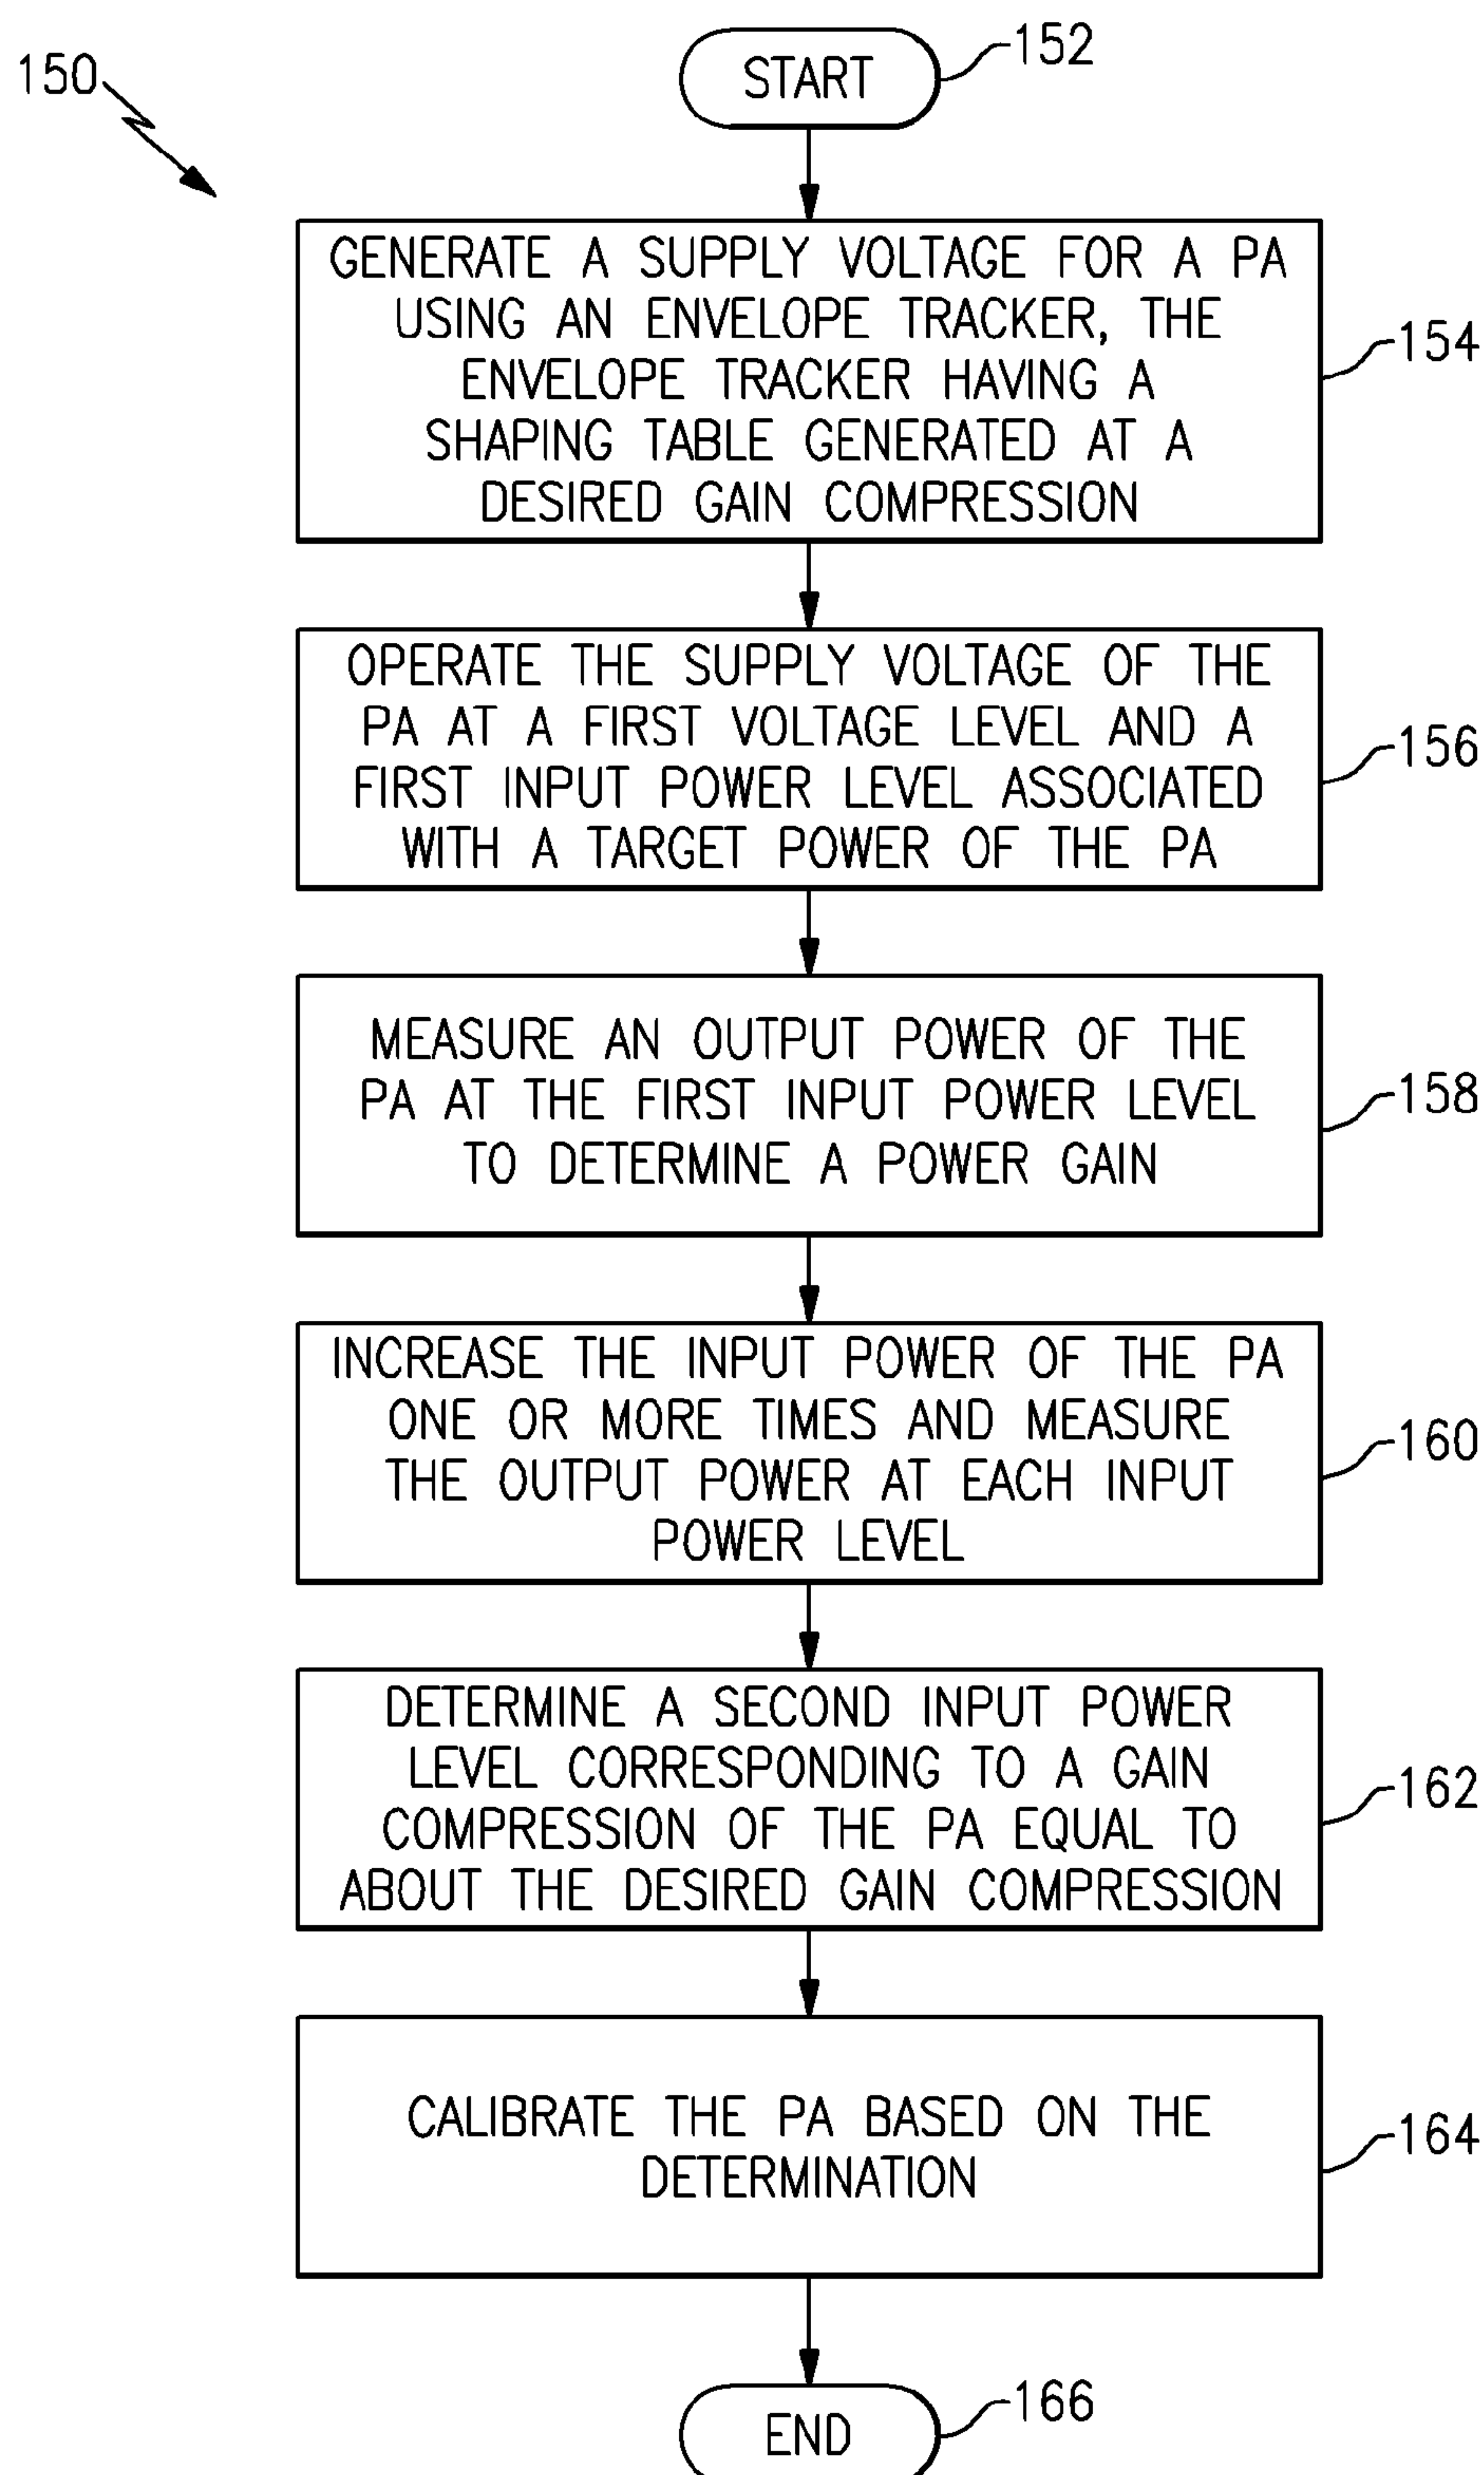 150
START
152
GENERATE A SUPPLY VOLTAGE FOR A PA
USING AN ENVELOPE TRACKER, THE
ENVELOPE TRACKER HAVING A
SHAPING TABLE GENERATED AT A
DESIRED GAIN COMPRESSION
154
OPERATE THE SUPPLY VOLTAGE OF THE
PA AT A FIRST VOLTAGE LEVEL AND A
FIRST INPUT POWER LEVEL ASSOCIATED
WITH A TARGET POWER OF THE PA
156
MEASURE AN OUTPUT POWER OF THE
PA AT THE FIRST INPUT POWER LEVEL
TO DETERMINE A POWER GAIN
158
INCREASE THE INPUT POWER OF THE PA
ONE OR MORE TIMES AND MEASURE
THE OUTPUT POWER AT EACH INPUT
POWER LEVEL
160
DETERMINE A SECOND INPUT POWER
LEVEL CORRESPONDING TO A GAIN
COMPRESSION OF THE PA EQUAL TO
ABOUT THE DESIRED GAIN COMPRESSION
162
CALIBRATE THE PA BASED ON THE
DETERMINATION
164
END
166